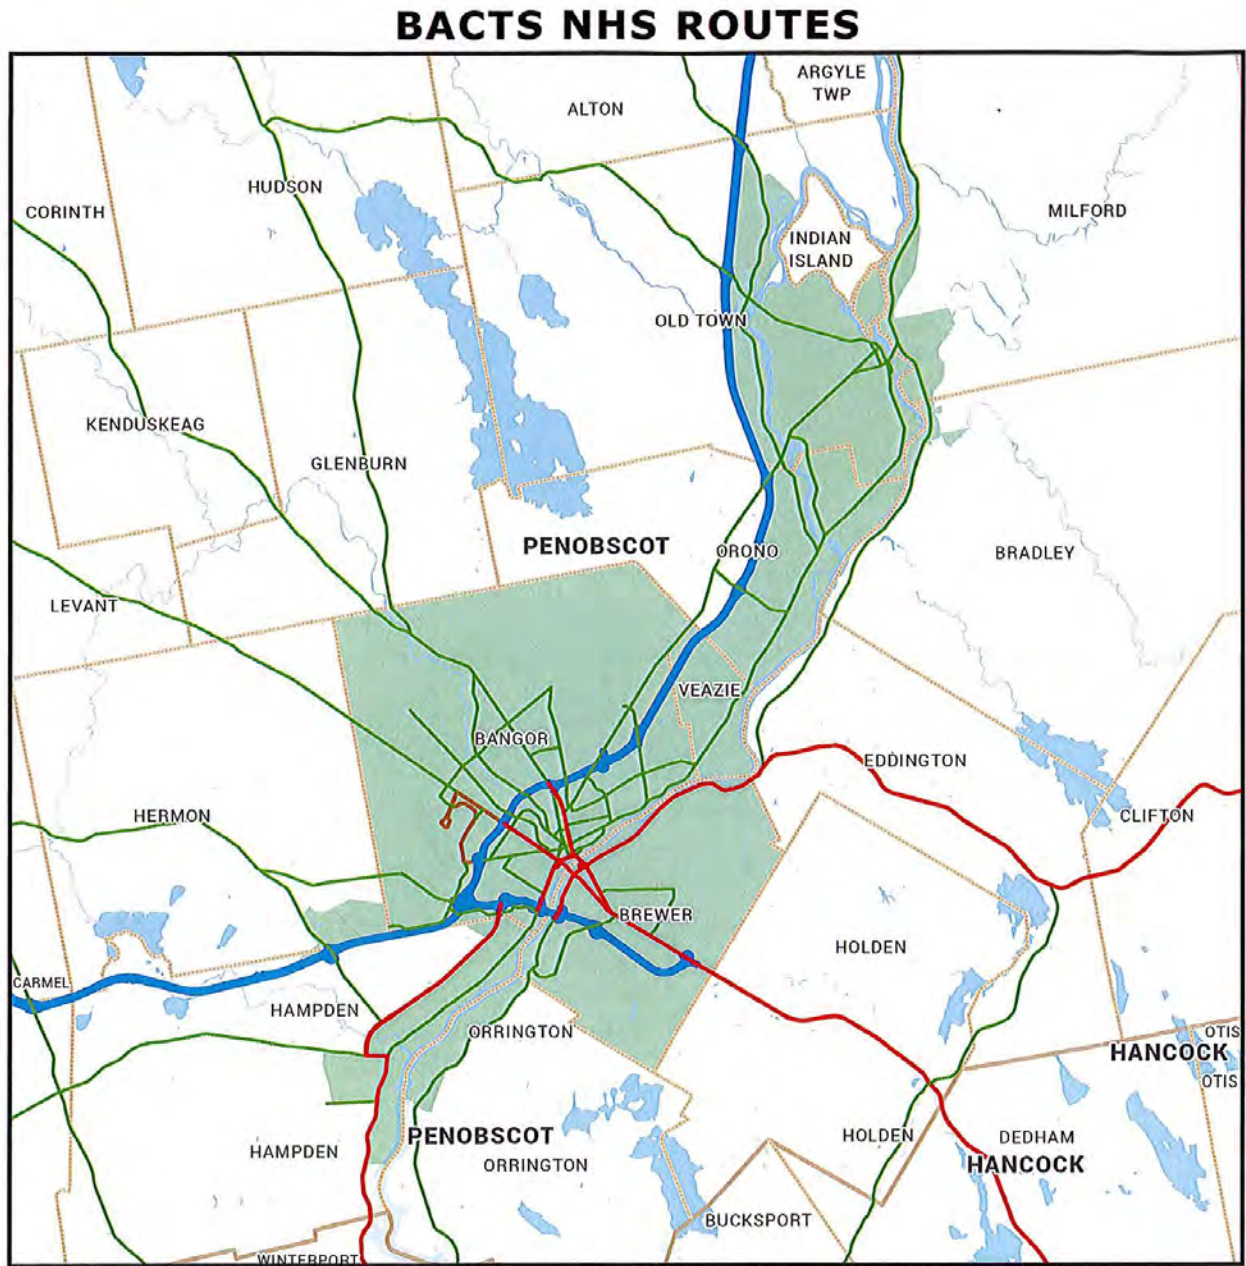 BACTS NHS ROUTES
ARGYLE
TWP
ALTON
HUDSON
CORINTH
MILFORD
INDIAN
ISLAND
OLD TOWN
KENDUSKEAG
GLENBURN
PENOBSCOT
ORONO
BRADLEY
LEVANT
VEAZIE
BANGOR
EDDINGTON
HERMON
CLIFTON
BREWER
HOLDEN
CARMEL
HAMPDEN
ORRINGTON
OTIS
HANCOCK
OTIS
HAMPDEN
PENOBSCOT
ORRINGTON
HOLDEN
DEDHAM
HANCOCK
BUCKSPORT
WINTERPORT